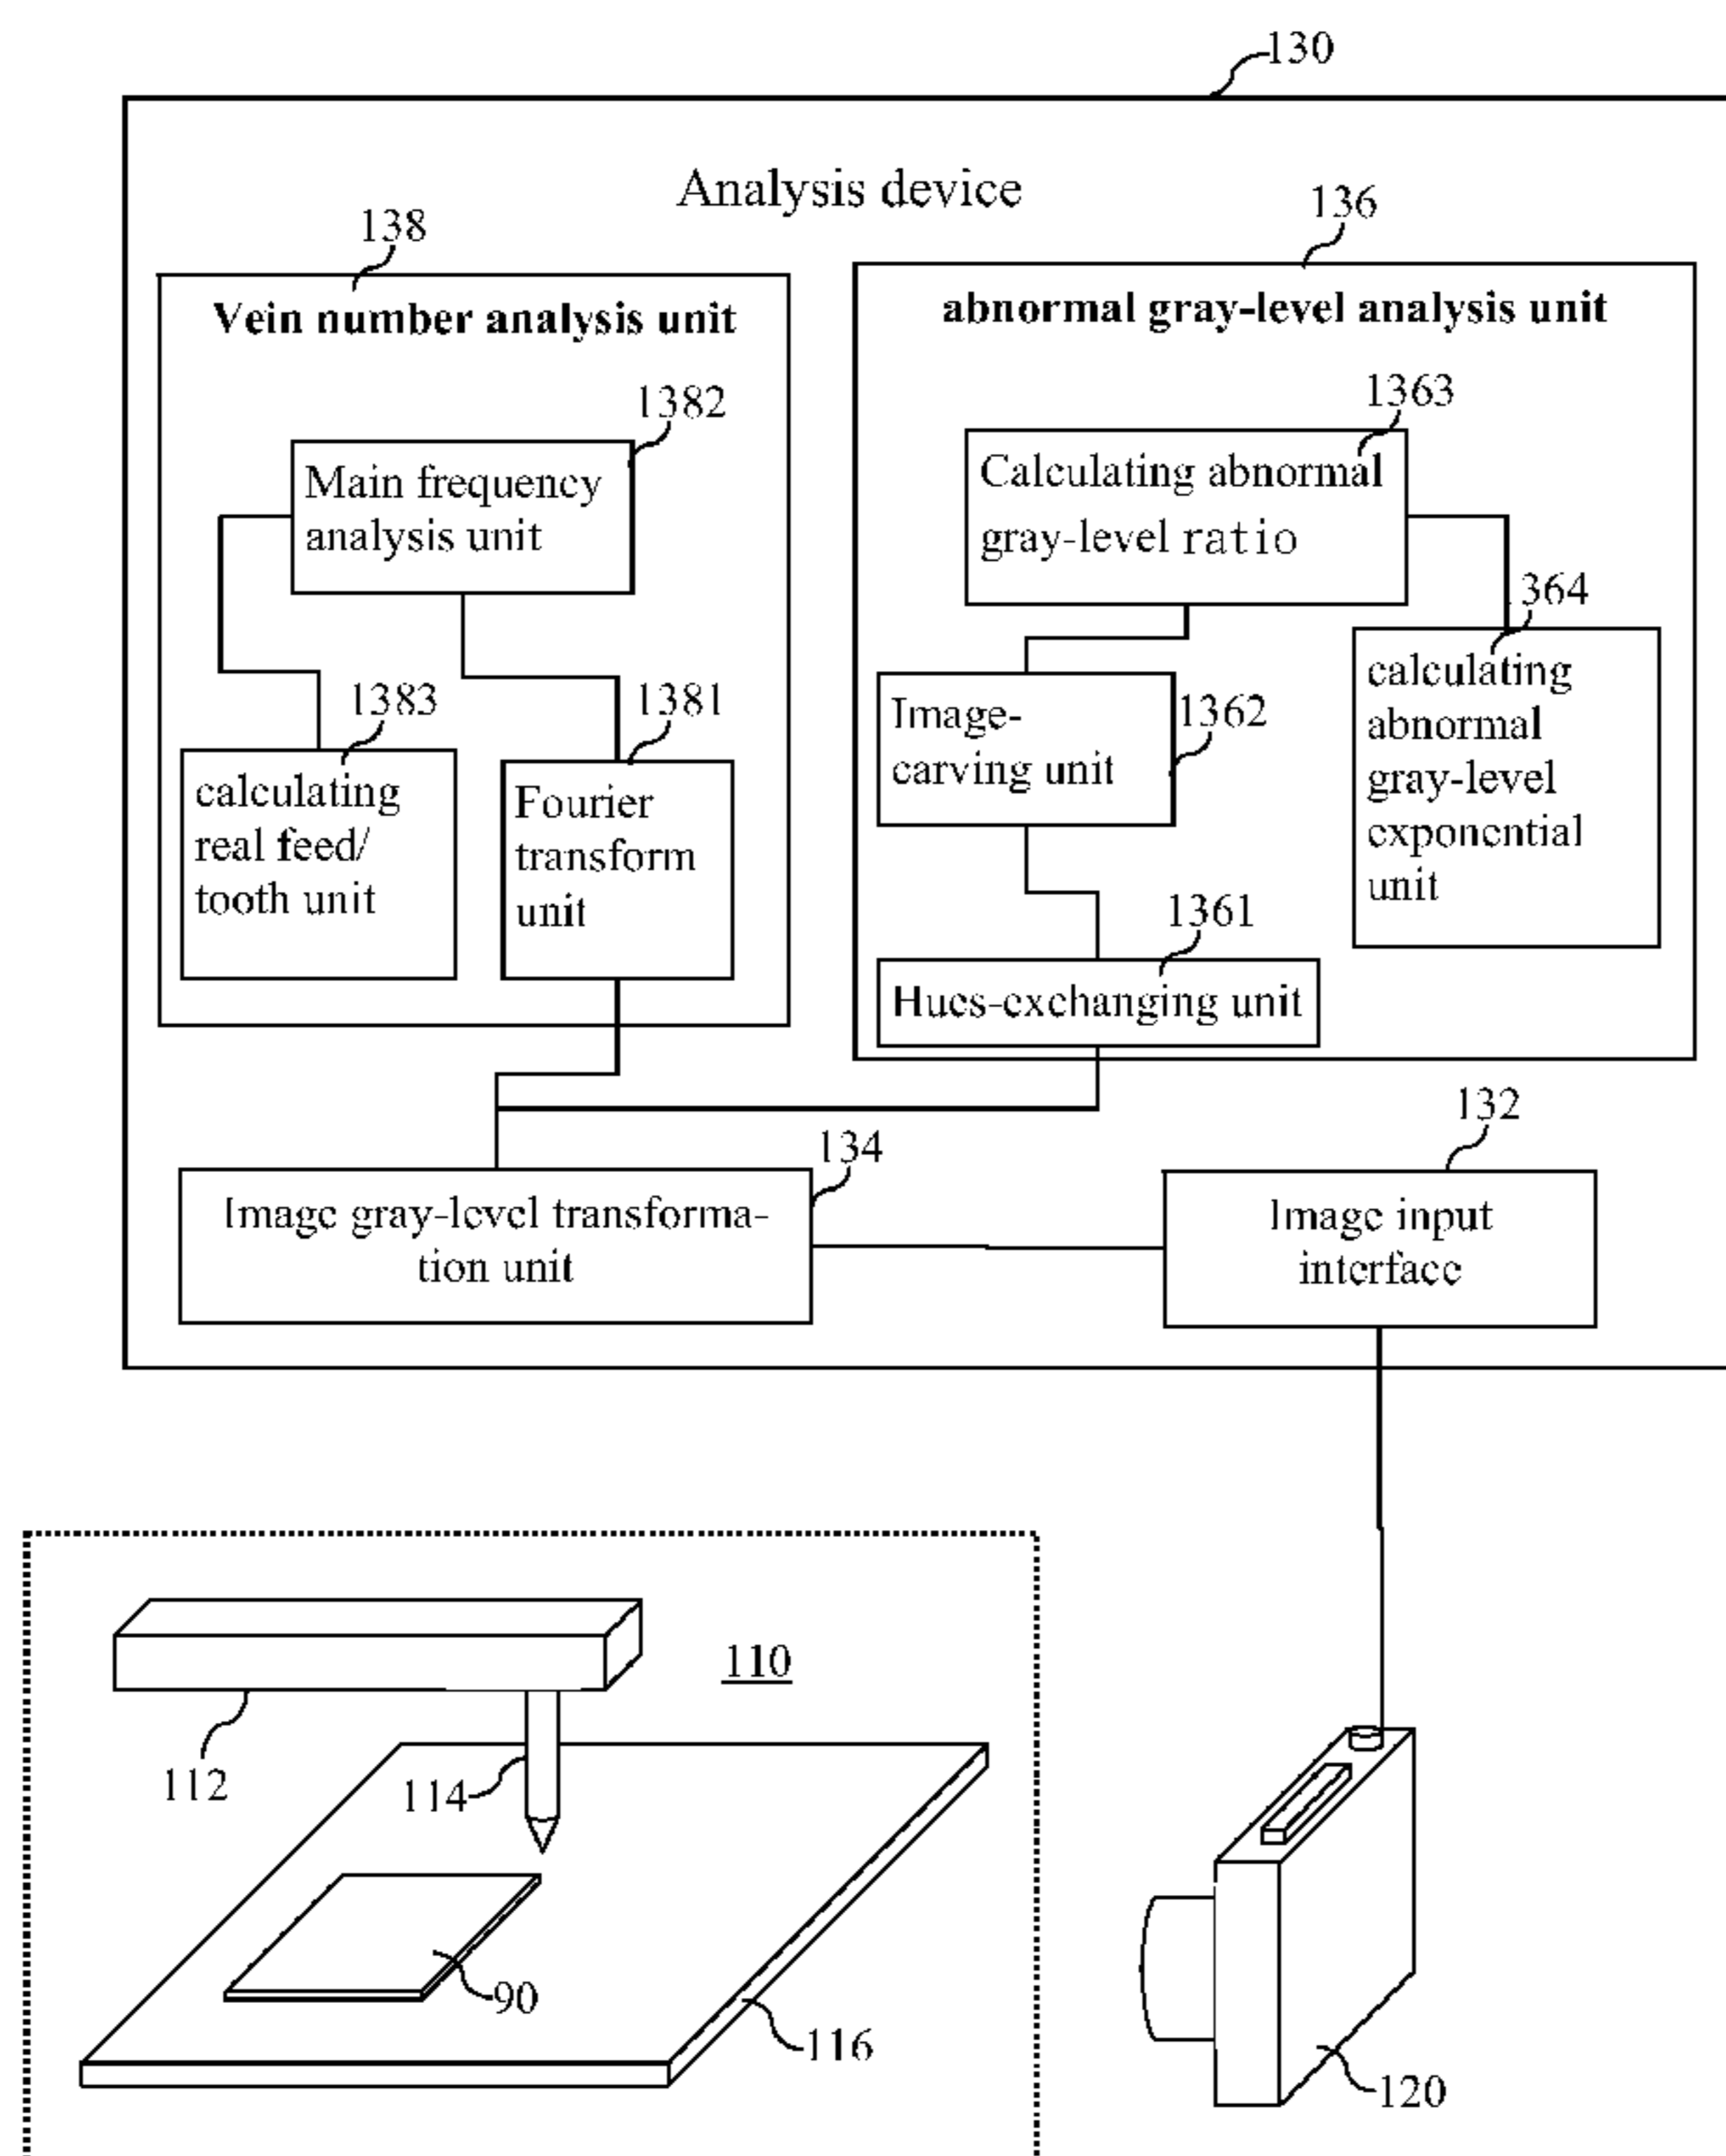 130
Analysis device
138
136
Vein number analysis unit
abnormal gray-level analysis unit
1382
1363
Main frequency
analysis unit
Calculating abnormal
gray-level ratio
1364
1383
1381
1362
calculating
real feed/
tooth unit
Fourier
transform
unit
Image-
carving unit
calculating
abnormal
gray-level
exponential
unit
1361
Hues-exchanging unit
134
132
Image gray-level transforma-
tion unit
Image input
interface
110
112
114
90
116
120